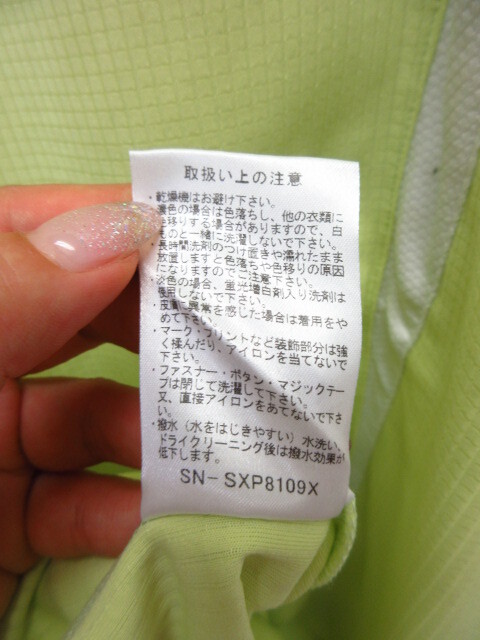 取扱い上の注意
・乾燥機はお避け下さい。
濃色の場合は色落ちし、他の衣類に
移りする場合がありますので、白
ものと一緒に洗濯しないで下さい。
・長時間洗剤のつけ置きや濡れたまま
放置しますと色落ちや色移りの原因
になりますのでご注意下さい。
・淡色の場合、蛍光増白剤入り洗剤は
使用しないで下さい。
・皮膚に異常を感じた場合は着用をや
めて下さい。
・マーク・プリントなど装飾部分は強
く揉んだり、アイロンを当てないで
下さい。
・ファスナー・ボタン・マジックテー
プは閉じて洗濯して下さい。
又、直接アイロンをあてないで下さ
い。
・撥水（水をはじきやすい）水洗い、
ドライクリーニング後は撥水効果が
低下します。
SN-SXP8109X